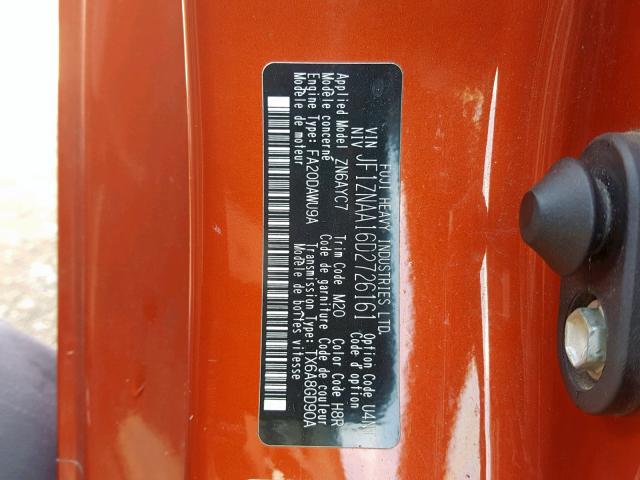 FUJI HEAVY INDUSTRIES LTD.
VIN
NIV JF1ZNAA16D2726161
Applied Model ZN6AYC7 Trim Code M20 Option Code U4N
Modèle concerné Code de garniture Code d'option
Color Code H8R
Code de couleur
Engine Type: FA20DAWU9A Transmission Type: TX6A8GD9OA
Modèle de moteur Modèle de boîtes vitesse